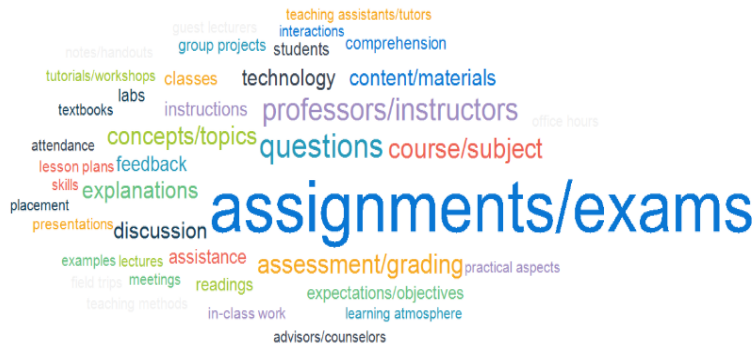 teaching assistants/tutors
guest lecturers
interactions
group projects
students
comprehension
notes/handouts
tutorials/workshops
classes
technology
content/materials
labs
textbooks
instructions
professors/instructors
office hours
attendance
concepts/topics
questions
course/subject
lesson plans
feedback
skills
explanations
assignments/exams
placement
presentations
discussion
examples
lectures
assistance
assessment/grading
practical aspects
field trips
meetings
readings
expectations/objectives
teaching methods
in-class work
learning atmosphere
advisors/counselors